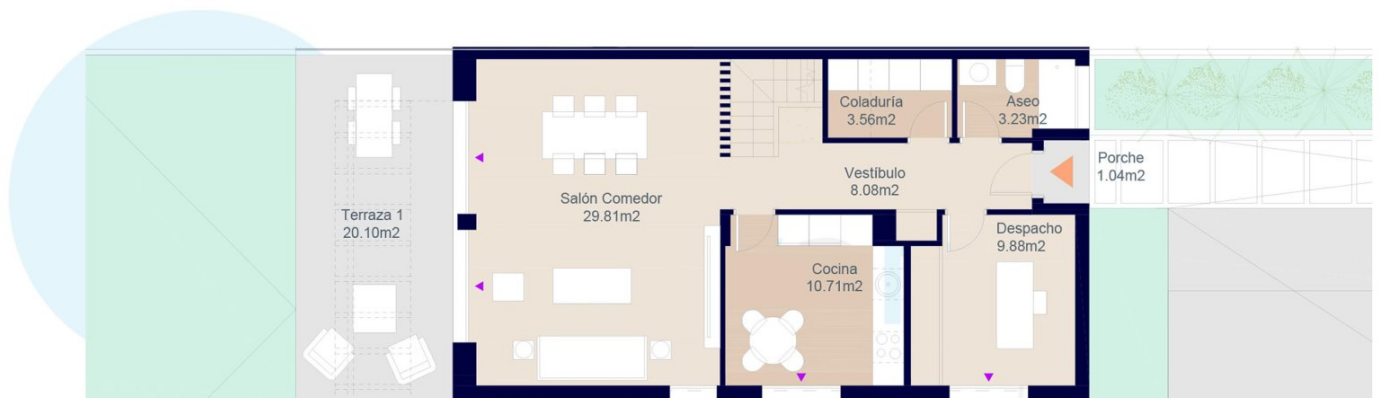 Coladuría
3.56m2
Aseo
3.23m2
Porche
1.04m2
Vestíbulo
8.08m2
Salón Comedor
29.81m2
Terraza 1
20.10m2
Despacho
9.88m2
Cocina
10.71m2